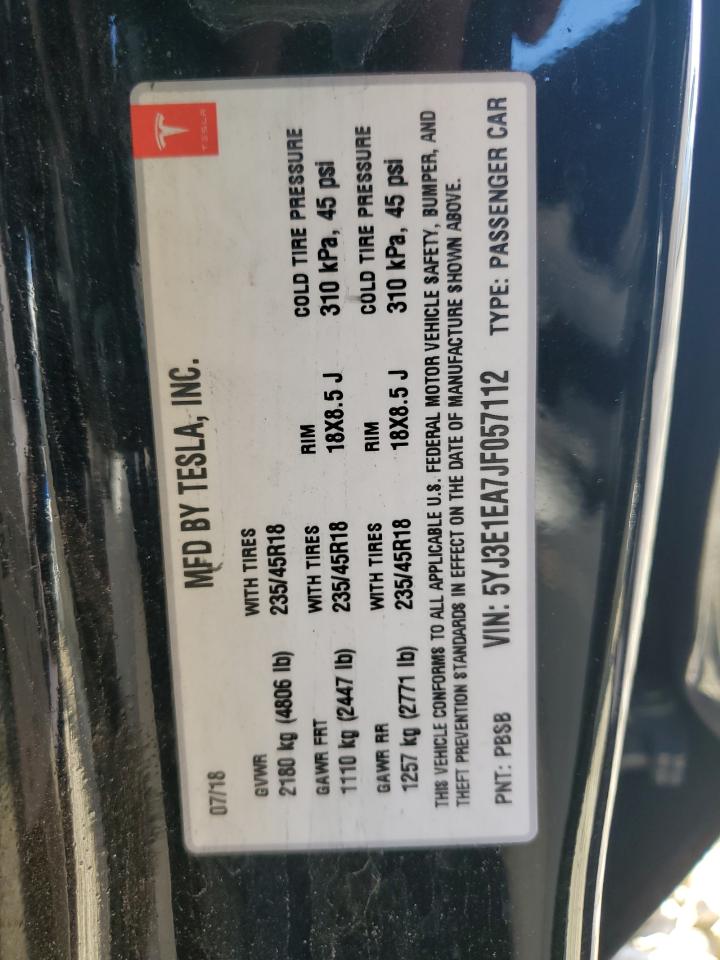 TESLA
MFD BY TESLA, INC.
07/18
GVWR WITH TIRES
2180 kg (4806 lb) 235/45R18
GAWR FRT WITH TIRES RIM COLD TIRE PRESSURE
1110 kg (2447 lb) 235/45R18 18X8.5 J 310 kPa, 45 psi
GAWR RR WITH TIRES RIM COLD TIRE PRESSURE
1257 kg (2771 lb) 235/45R18 18X8.5 J 310 kPa, 45 psi
THIS VEHICLE CONFORMS TO ALL APPLICABLE U.S. FEDERAL MOTOR VEHICLE SAFETY, BUMPER, AND
THEFT PREVENTION STANDARDS IN EFFECT ON THE DATE OF MANUFACTURE SHOWN ABOVE.
PNT: PBSB VIN: 5YJ3E1EA7JF057112 TYPE: PASSENGER CAR